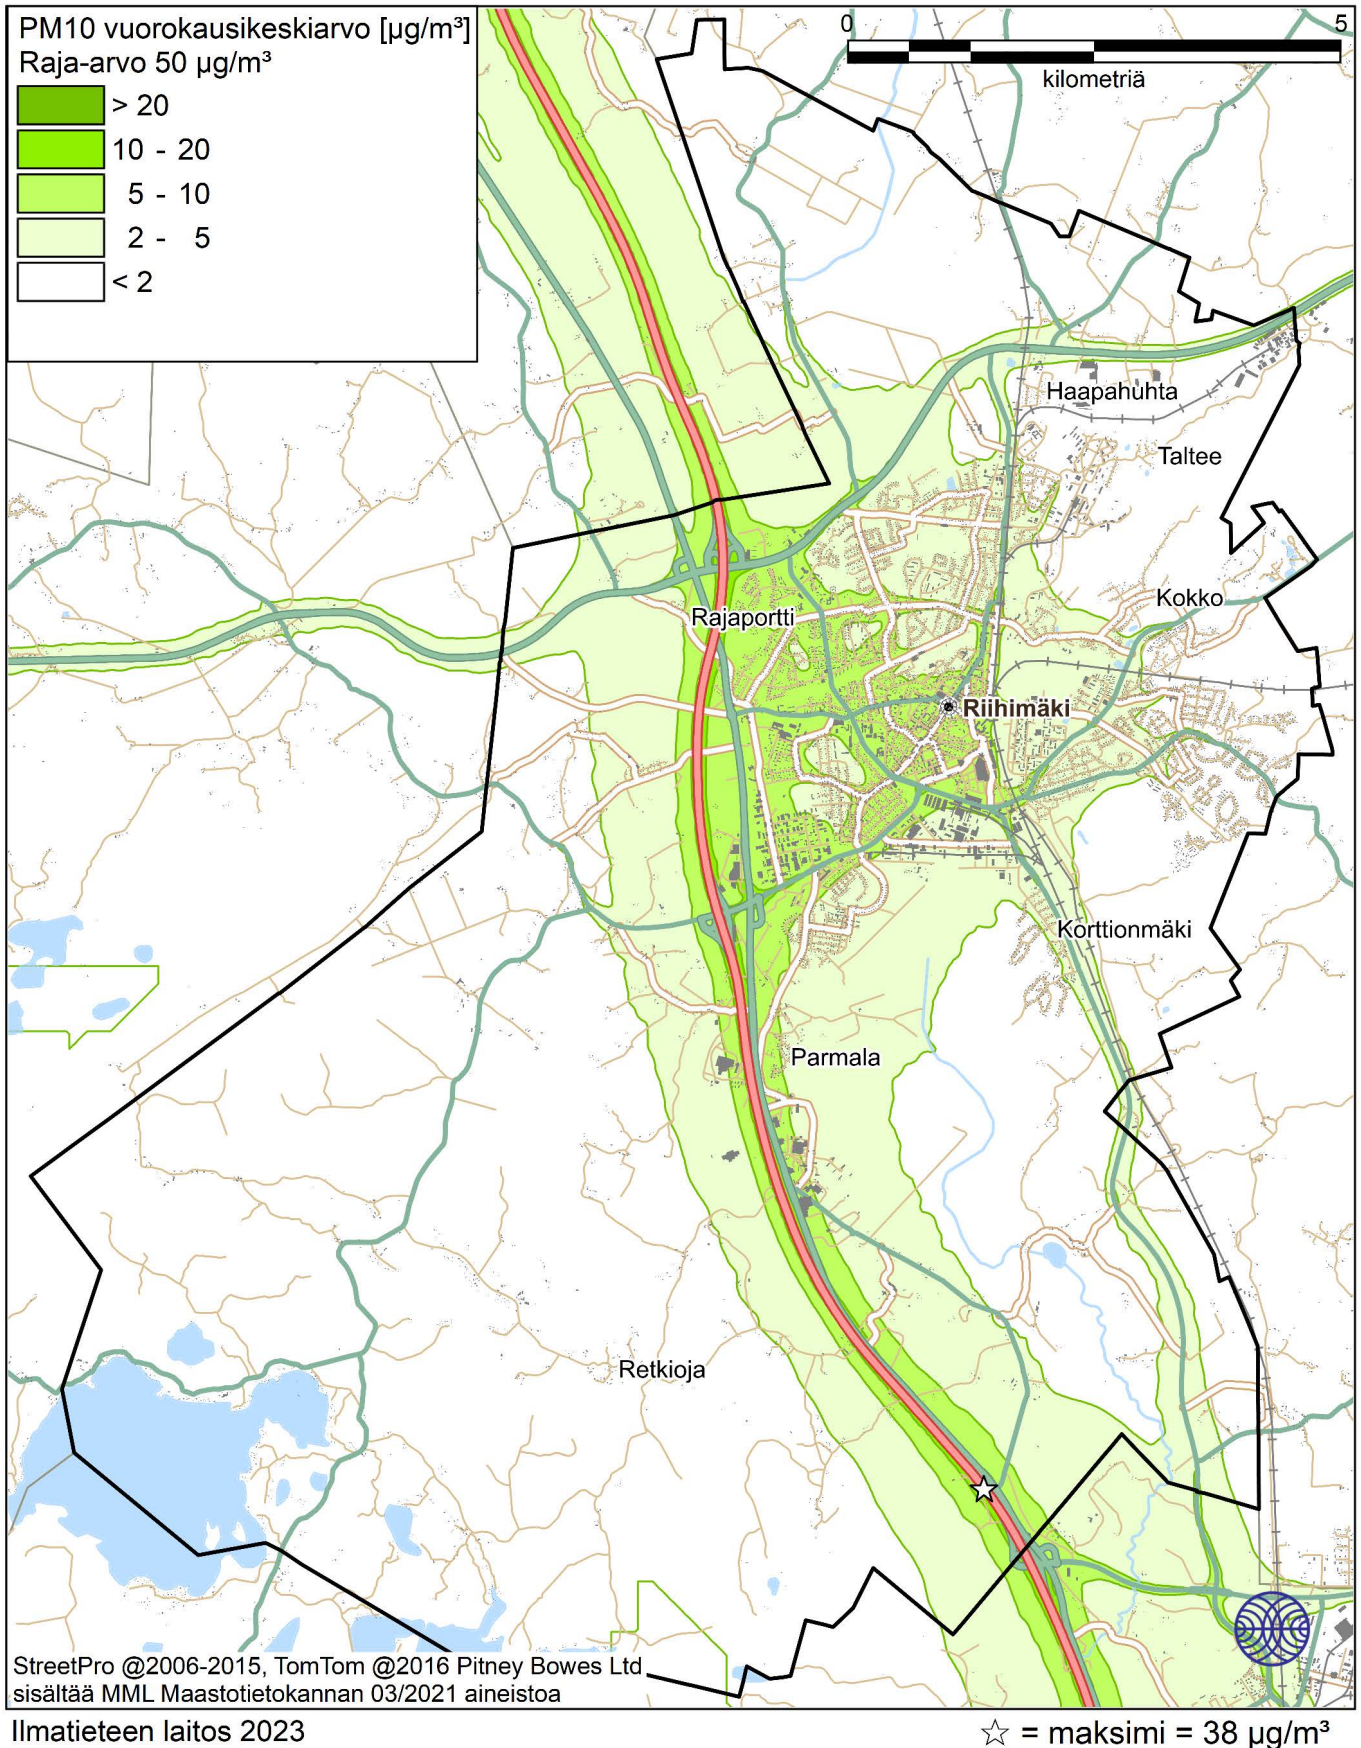 PM10 vuorokausikeskiarvo [µg/m³]
Raja-arvo 50 µg/m³
> 20
10 - 20
5 - 10
2 - 5
< 2
0 5
kilometriä
Haapahuhta
Taltee
Kokko
Rajaportti
Riihimäki
Korttionmäki
Parmala
Retkioja
StreetPro @2006-2015, TomTom @2016 Pitney Bowes Ltd
sisältää MML Maastotietokannan 03/2021 aineistoa
Ilmatieteen laitos 2023
☆ = maksimi = 38 µg/m³